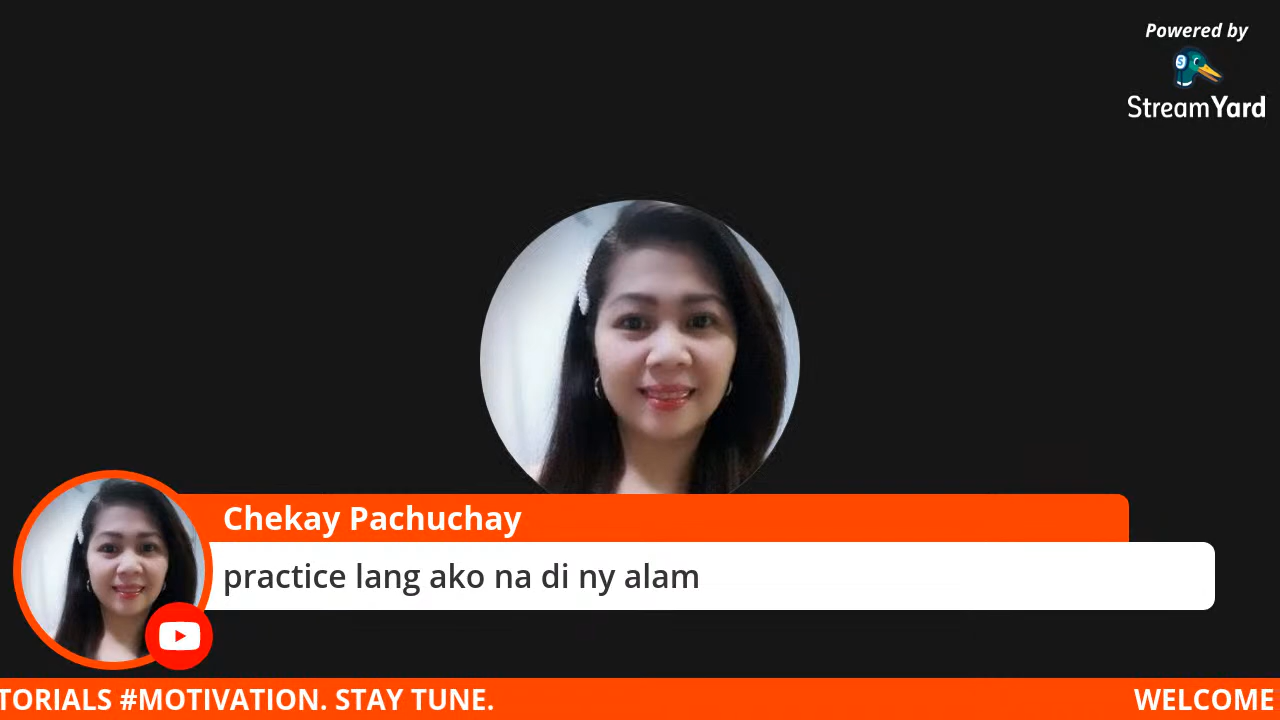 Powered by
StreamYard
Chekay Pachuchay
practice lang ako na di ny alam
TORIALS #MOTIVATION. STAY TUNE.
WELCOME